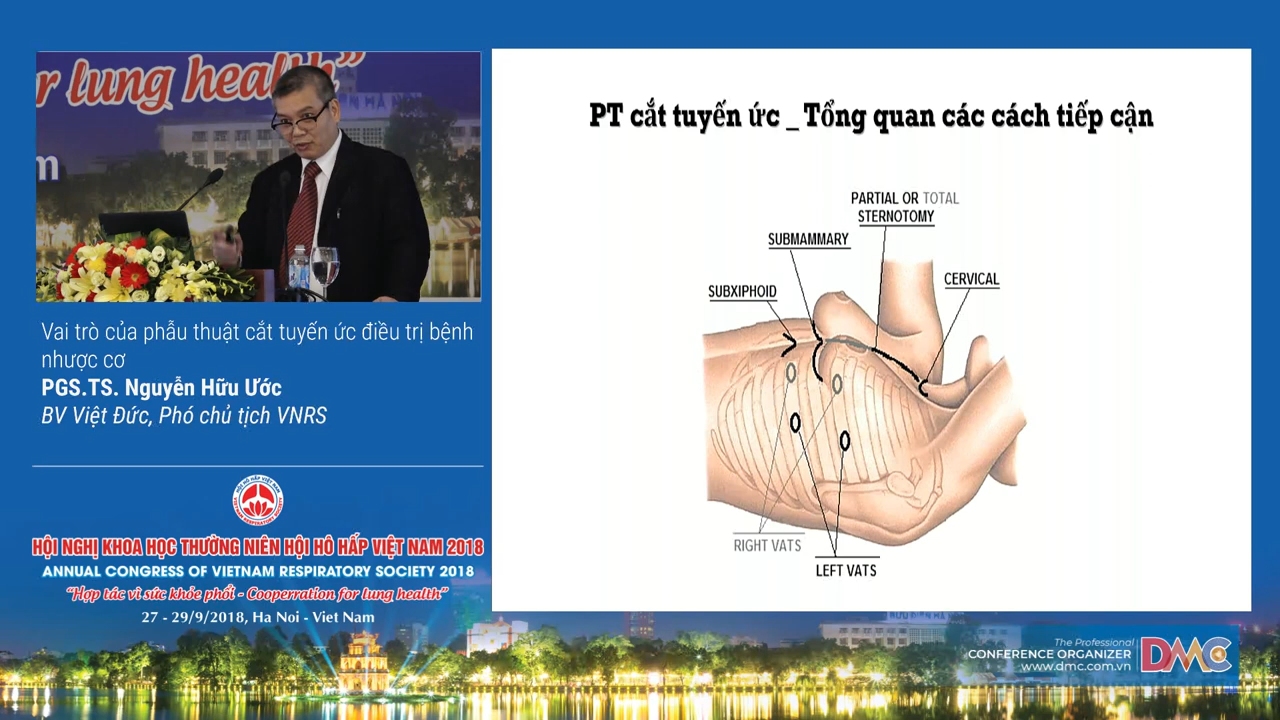 r lung health”
m
Vai trò của phẫu thuật cắt tuyến ức điều trị bệnh
nhược cơ
PGS.TS. Nguyễn Hữu Ước
BV Việt Đức, Phó chủ tịch VNRS
HỘI NGHỊ KHOA HỌC THƯỜNG NIÊN HỘI HÔ HẤP VIỆT NAM 2018
ANNUAL CONGRESS OF VIETNAM RESPIRATORY SOCIETY 2018
“Hợp tác vì sức khỏe phổi - Cooperration for lung health”
27 - 29/9/2018, Ha Noi - Viet Nam
PT cắt tuyến ức _ Tổng quan các cách tiếp cận
PARTIAL OR TOTAL
STERNOTOMY
SUBMAMMARY
CERVICAL
SUBXIPHOID
RIGHT VATS
LEFT VATS
The Professional
CONFERENCE ORGANIZER
www.dmc.com.vn
DMC